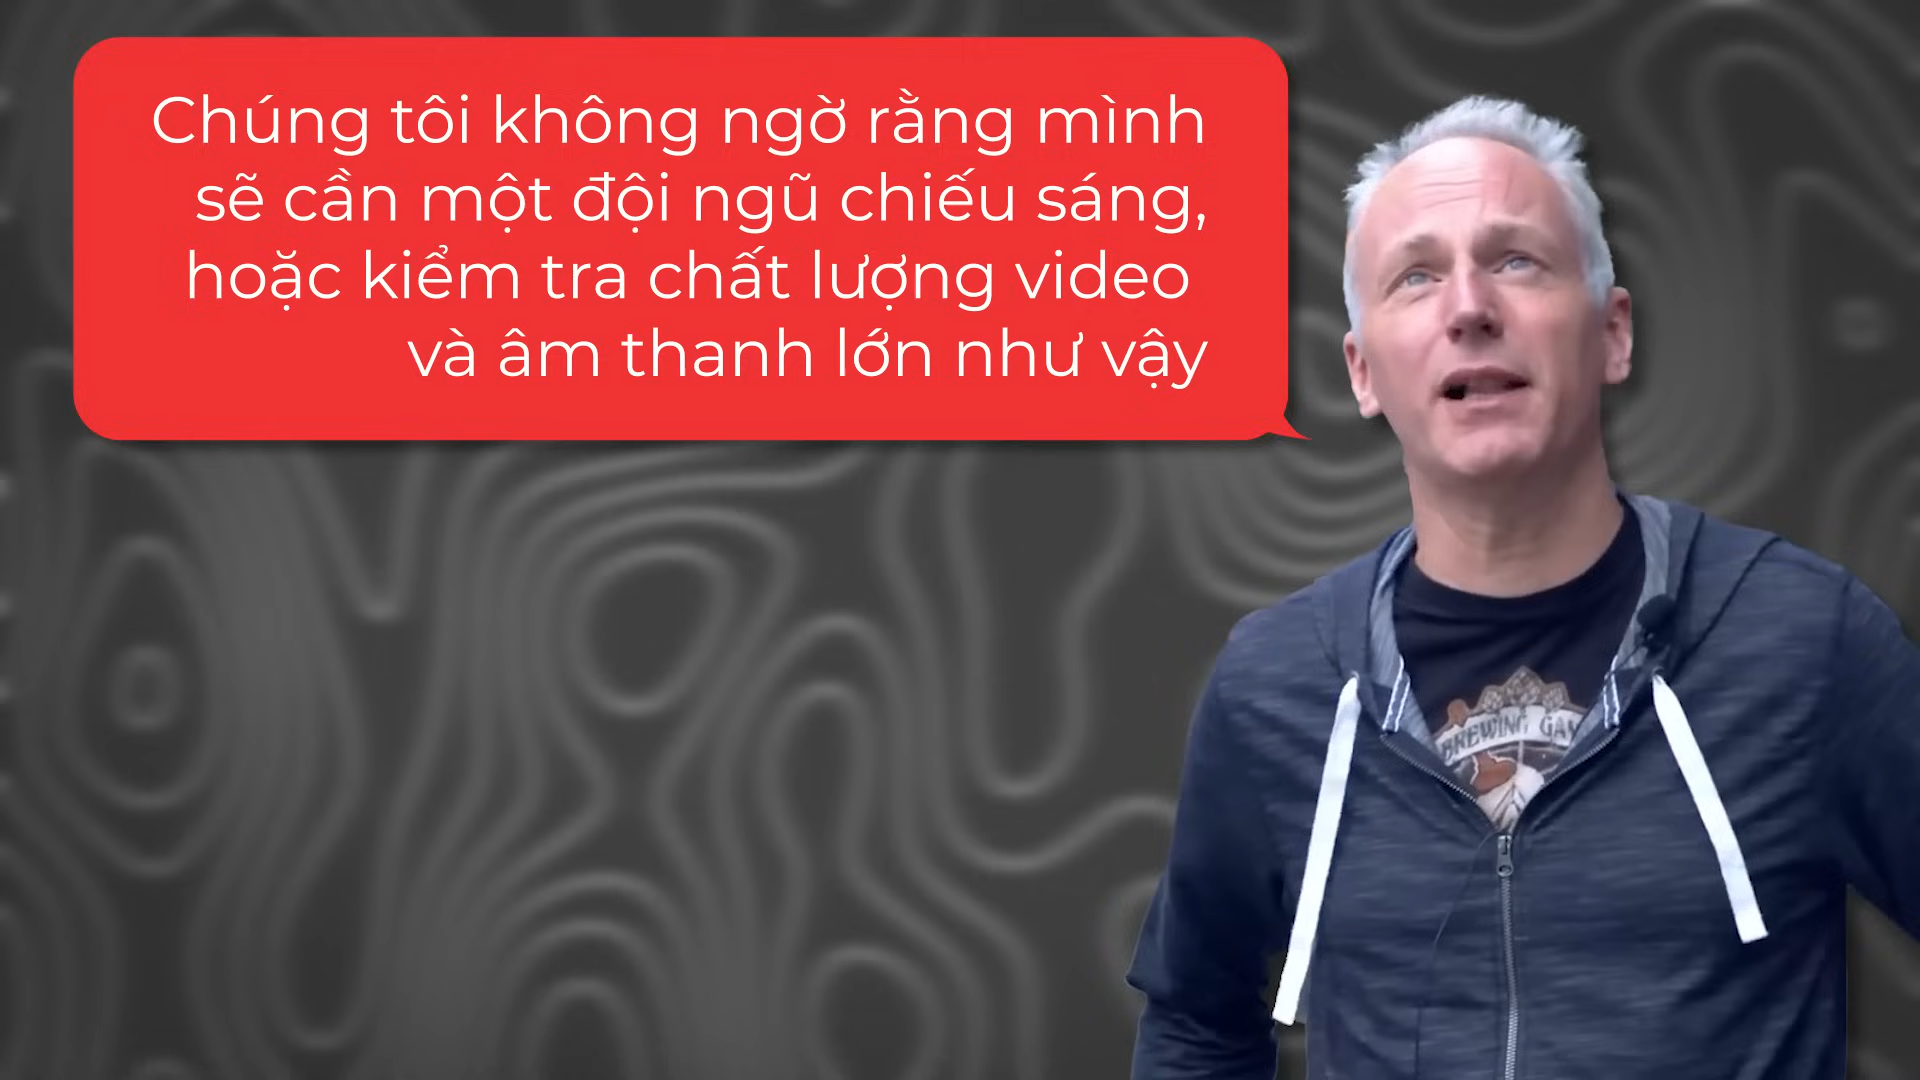 Chúng tôi không ngờ rằng mình
sẽ cần một đội ngũ chiếu sáng,
hoặc kiểm tra chất lượng video
và âm thanh lớn như vậy
BREWING